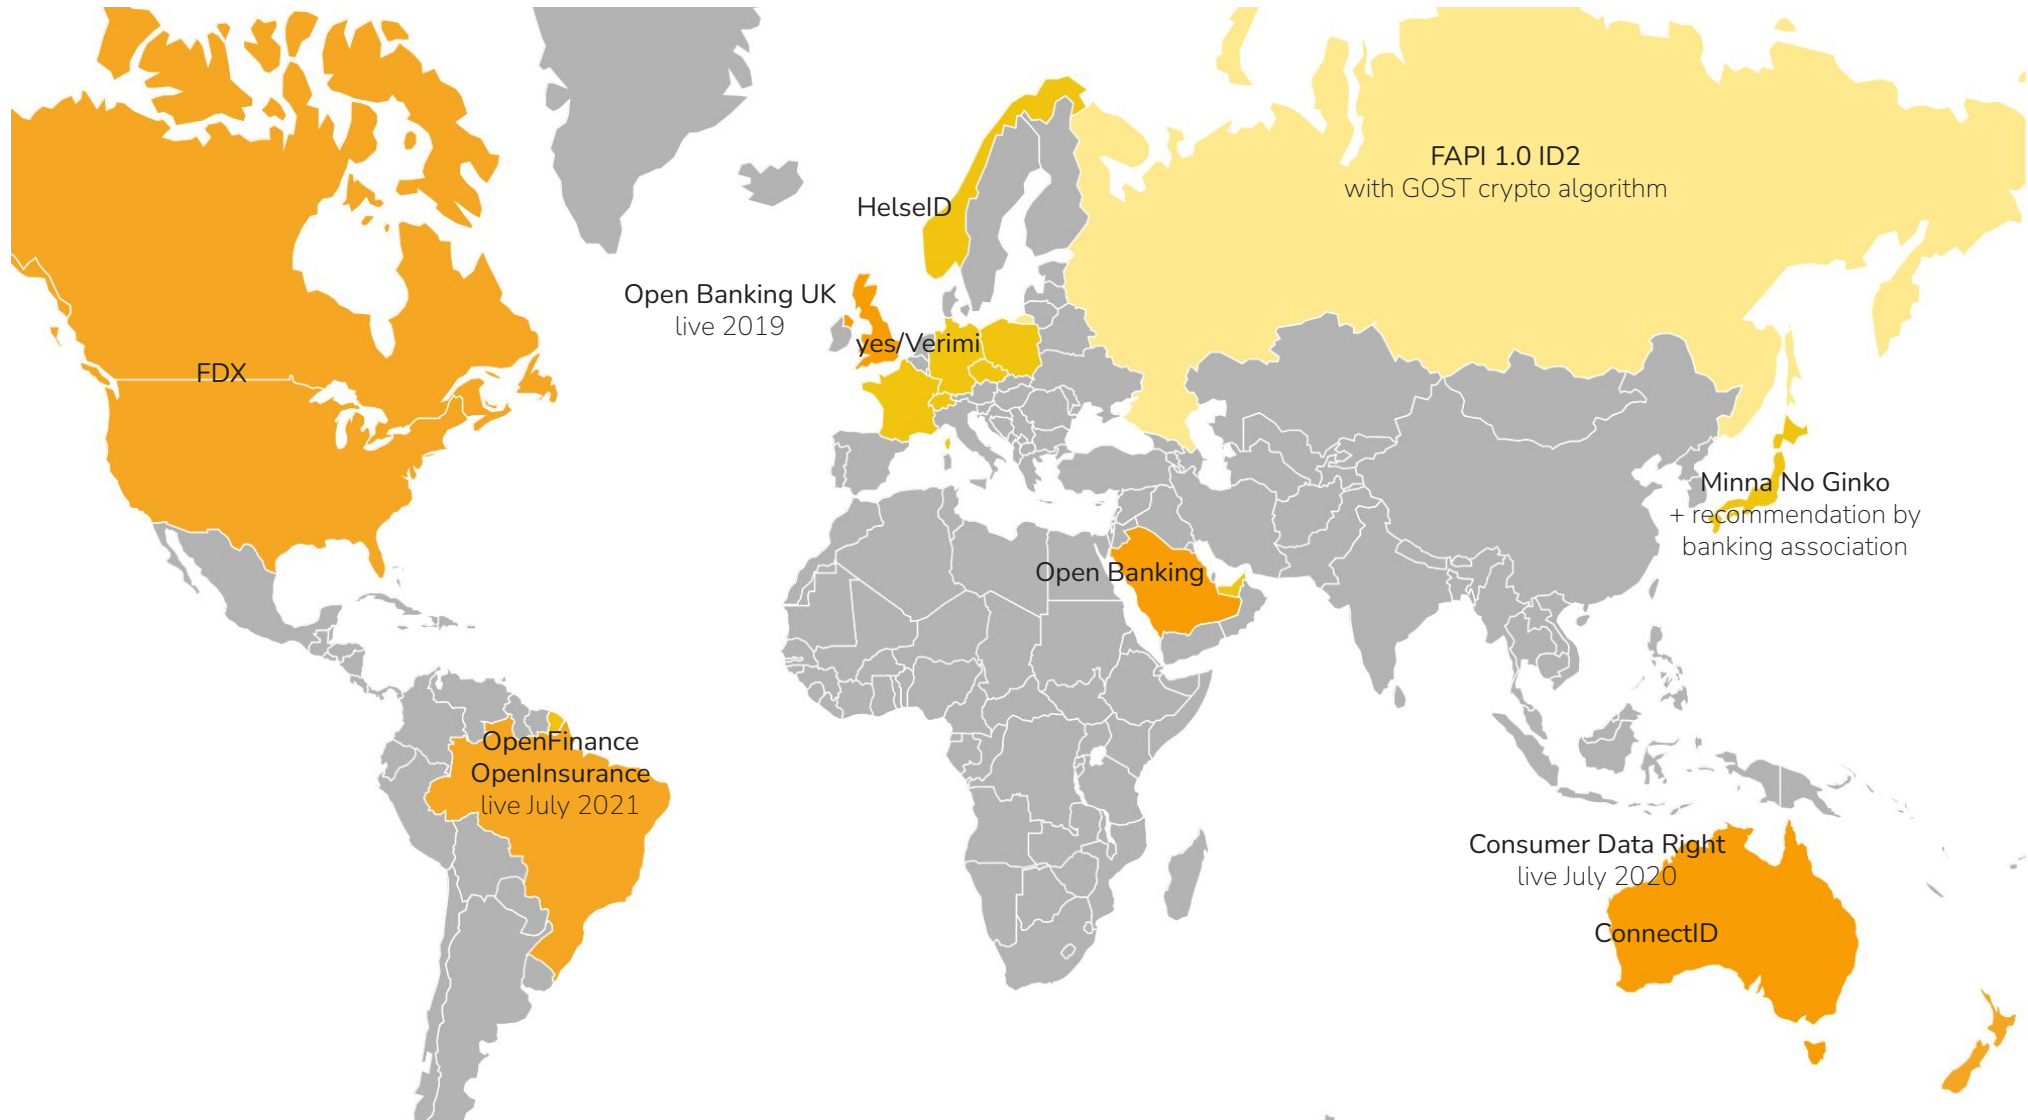 FAPI 1.0 ID2
with GOST crypto algorithm
HelseID
Open Banking UK
live 2019
yes/Verimi
FDX
Minna No Ginko
+ recommendation by
banking association
Open Banking
OpenFinance
OpenInsurance
live July 2021
Consumer Data Right
live July 2020
ConnectID